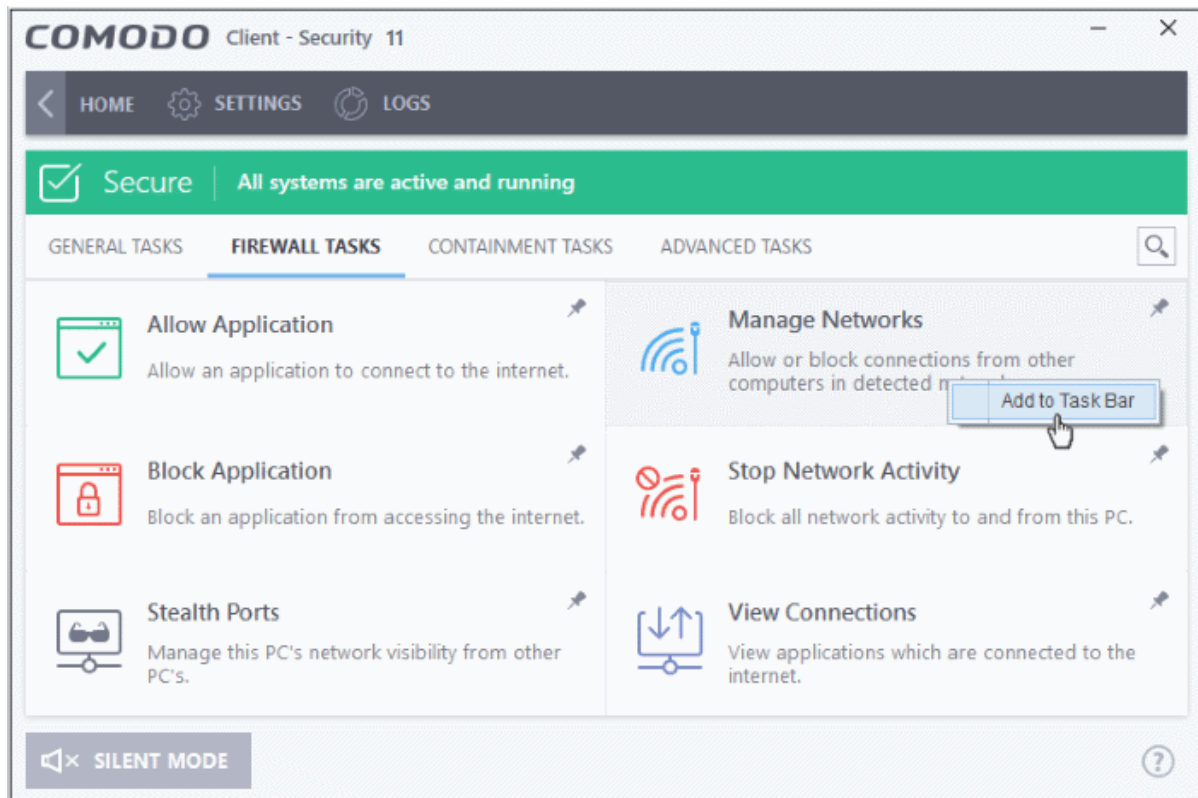 COMODO Client - Security 11
HOME SETTINGS LOGS
Secure All systems are active and running
GENERAL TASKS FIREWALL TASKS CONTAINMENT TASKS ADVANCED TASKS
Allow Application
Allow an application to connect to the internet.
Manage Networks
Allow or block connections from other
computers in detected
Add to Task Bar
Block Application
Block an application from accessing the internet.
Stop Network Activity
Block all network activity to and from this PC.
Stealth Ports
Manage this PC's network visibility from other
PC's.
View Connections
View applications which are connected to the
internet.
SILENT MODE
?